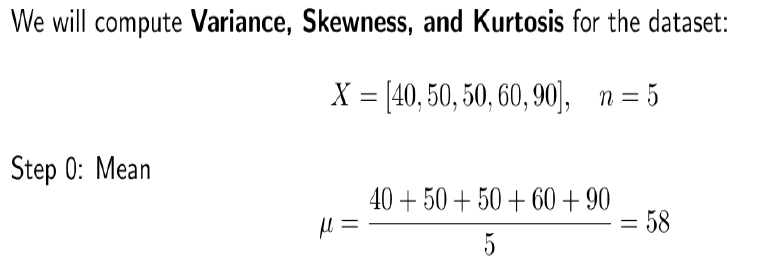 We will compute Variance, Skewness, and Kurtosis for the dataset:
X = [40, 50, 50, 60, 90], n = 5
Step 0: Mean
μ = (40 + 50 + 50 + 60 + 90) / 5 = 58